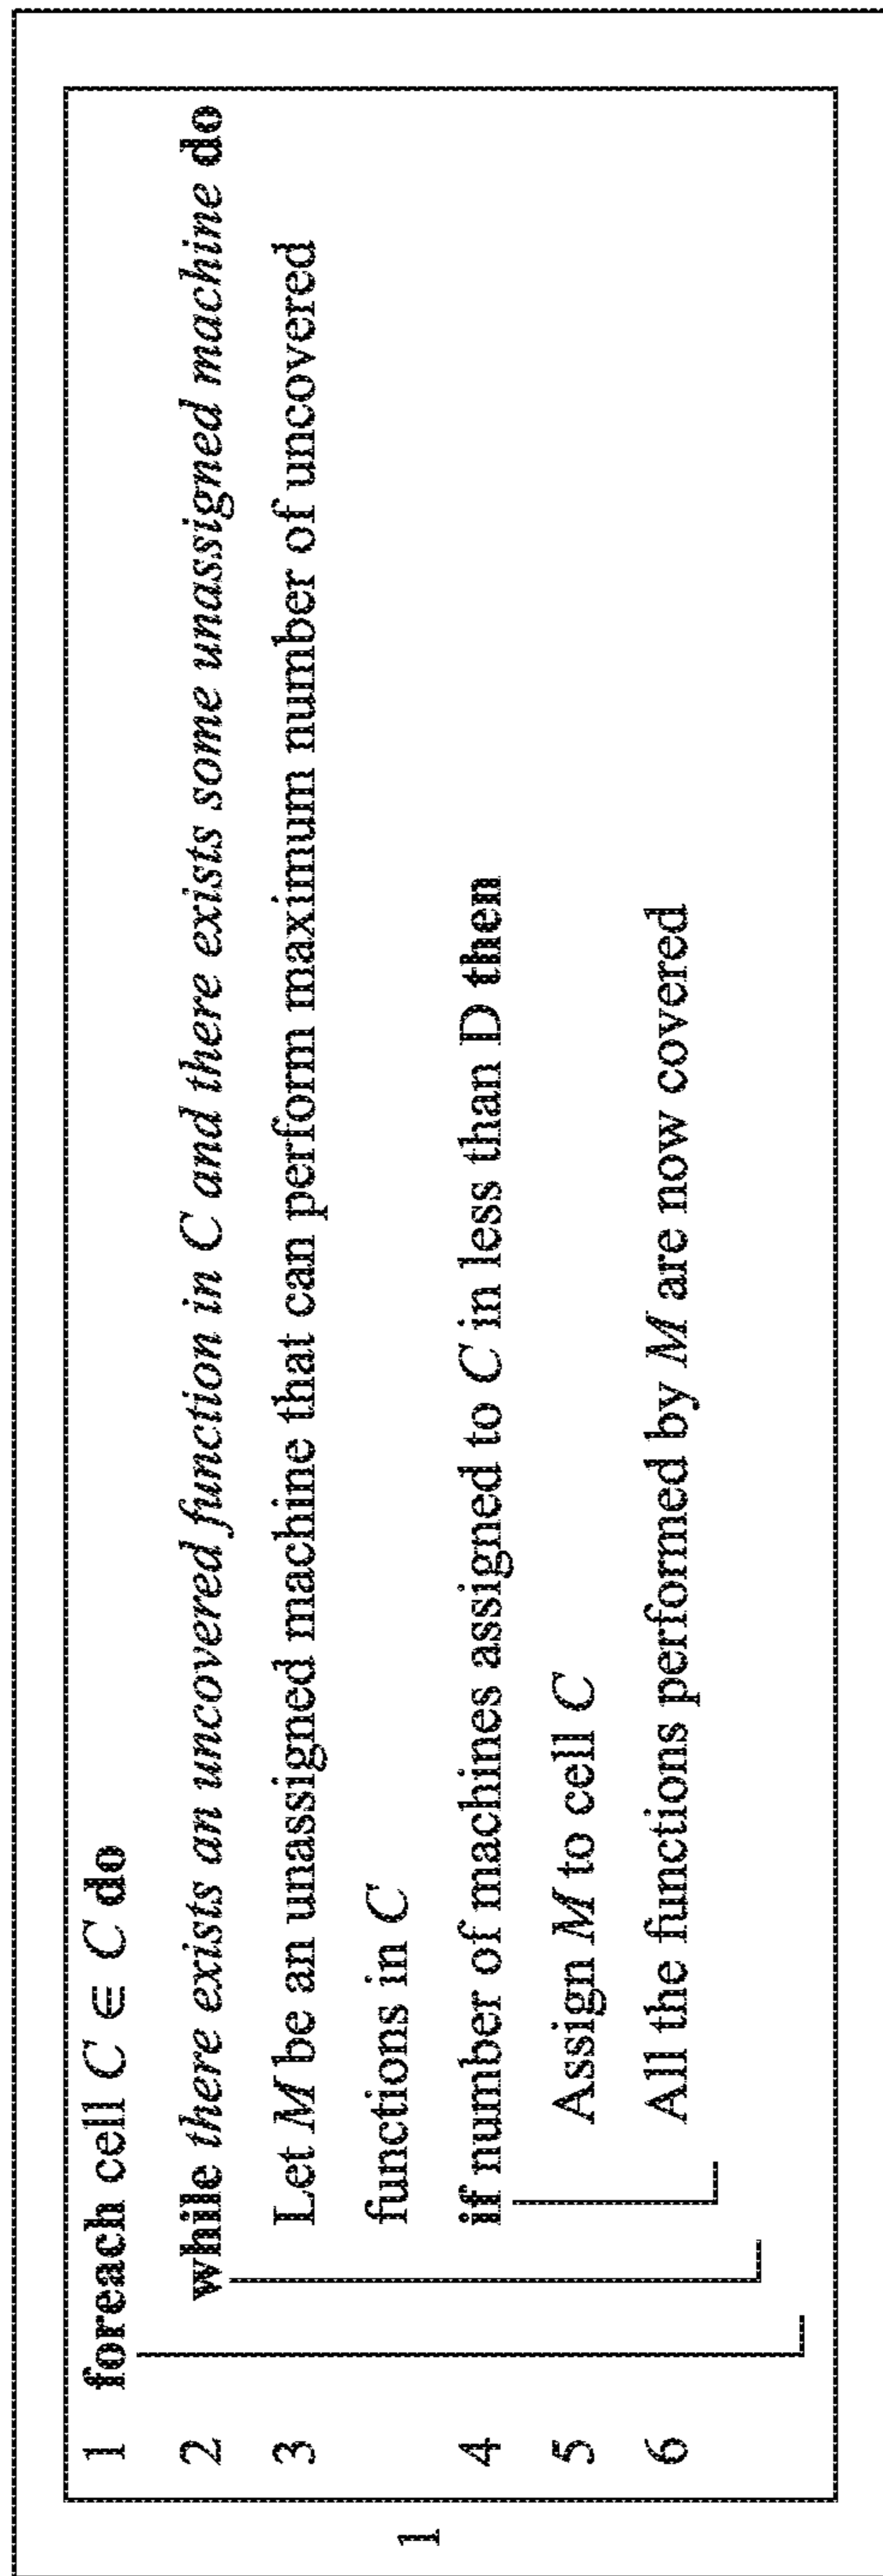 1 foreach cell C ∈ C do
2 while there exists an uncovered function in C and there exists some unassigned machine do
3 Let M be an unassigned machine that can perform maximum number of uncovered
functions in C
4 if number of machines assigned to C in less than D then
5 Assign M to cell C
6 All the functions performed by M are now covered
1